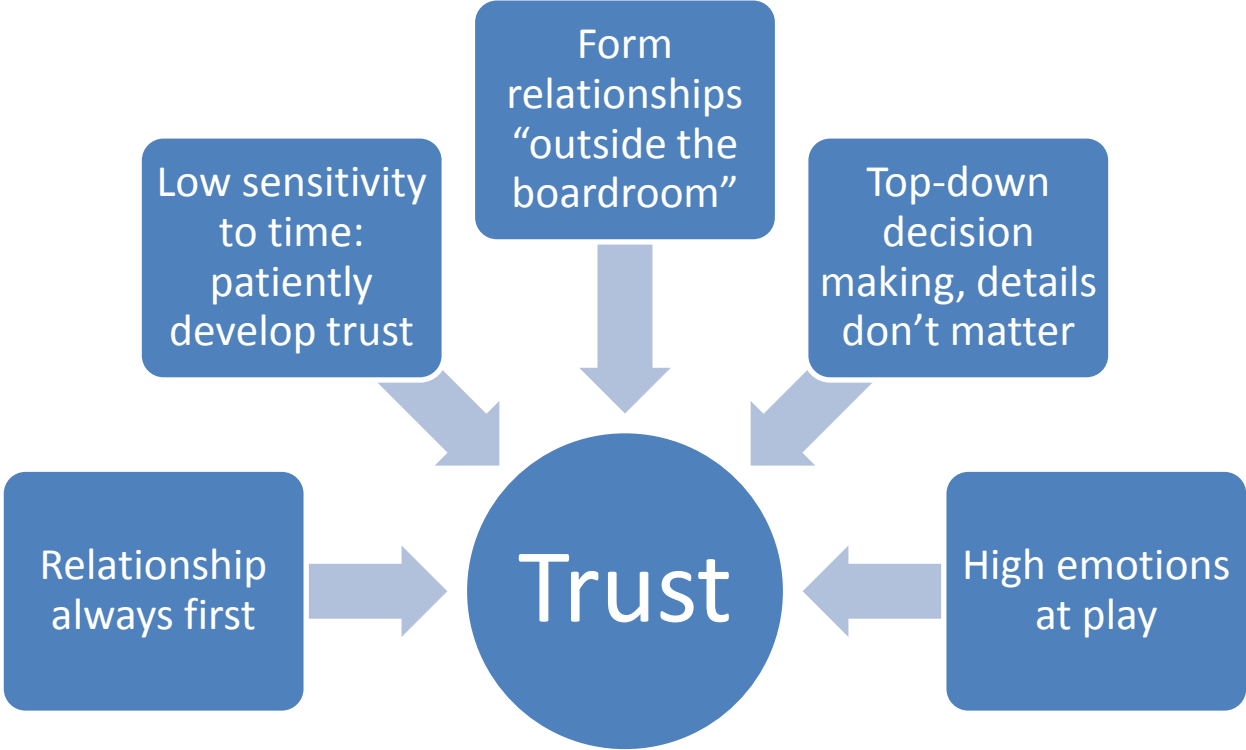 Form
relationships
“outside the
boardroom”
Low sensitivity
to time:
patiently
develop trust
Top-down
decision
making, details
don’t matter
Relationship
always first
Trust
High emotions
at play